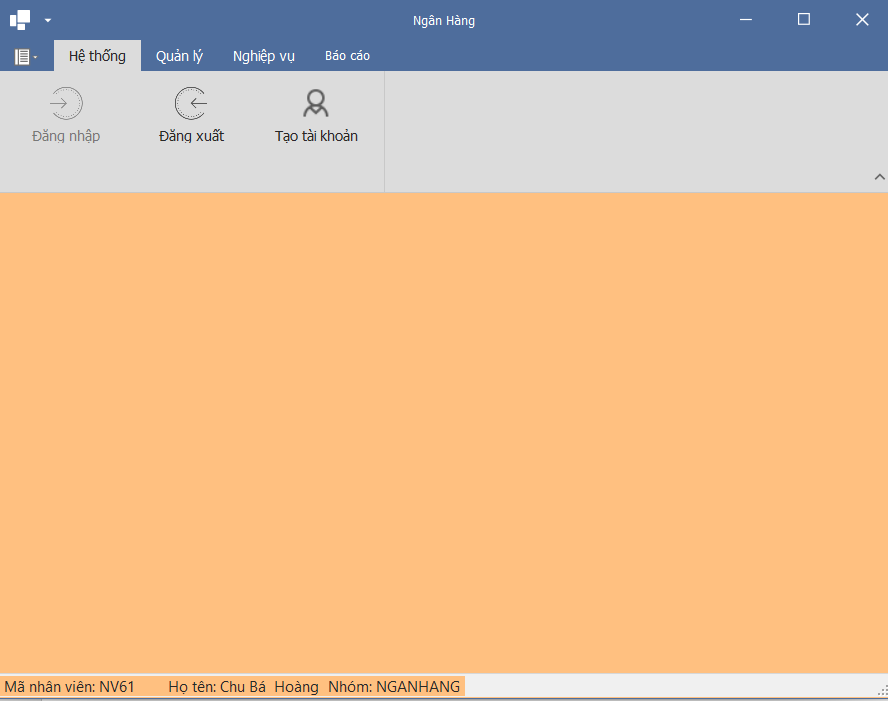 Ngân Hàng
Hệ thống Quản lý Nghiệp vụ Báo cáo
Đăng nhập Đăng xuất Tạo tài khoản
Mã nhân viên: NV61 Họ tên: Chu Bá Hoàng Nhóm: NGANHANG